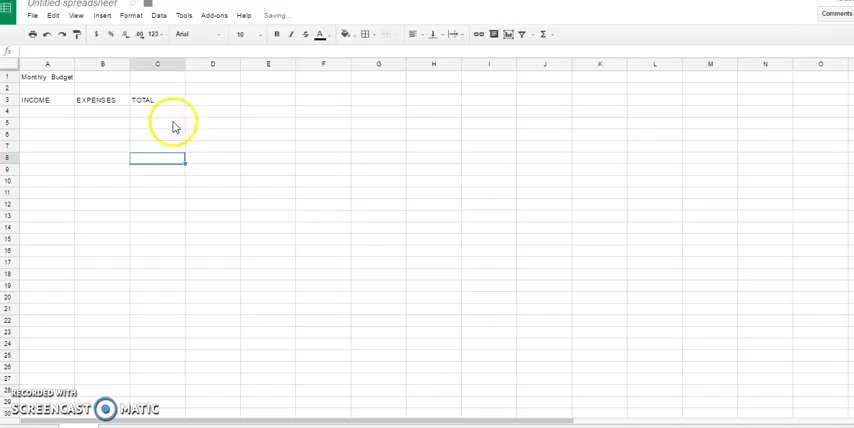 Untitled spreadsheet
Comments
File Edit View Insert Format Data Tools Add-ons Help Saving...
$ % .0 .00 123 Arial 10 B I S A Σ
fx
A B C D E F G H I J K L M N O
1 Monthly Budget
2
3 INCOME EXPENSES TOTAL
4
5
6
7
8
9
10
11
12
13
14
15
16
17
18
19
20
21
22
23
24
25
26
27
28
RECORDED WITH
29
SCREENCAST MATIC
30